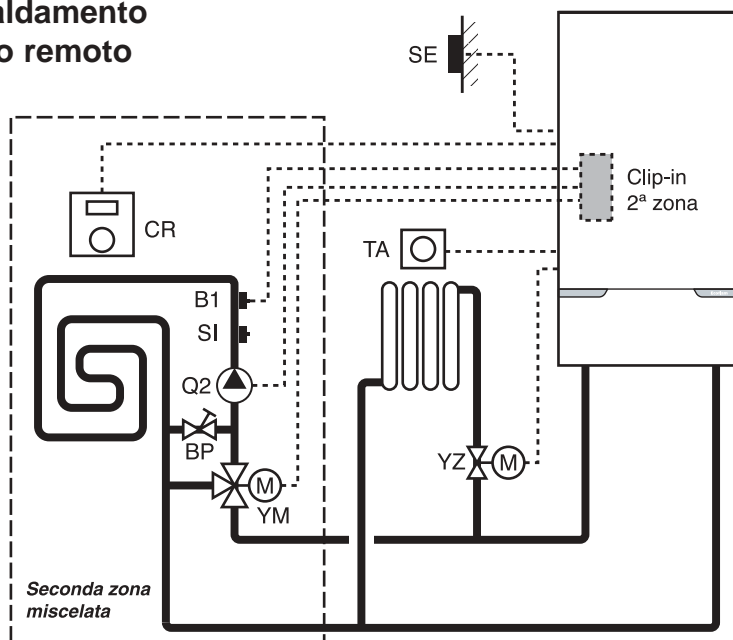 aldamento
o remoto
SE
Clip-in
2ª zona
CR
TA
B1
SI
Q2
BP
YZ
M
M
YM
Seconda zona
miscelata